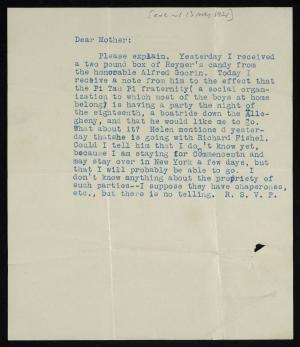 Dear Mother:
Please explain. Yesterday I received
a two pound box of Reymer's candy from
the honorable Alfred Goorin. Today I
receive a note from him to the effect that
the Pi Tau Pi fraternity( a social organ-
ization to which most of the boys at home
belong) is having a party the night of
the eighteenth, a boatride down the Alle-
gheny, and that he would like me to go.
What about it? Helen mentione d yester-
day thatshe is going with Richard Fishel.
Could I tell him that I do 't know yet,
because I am staying for Commencement and
may stay over in New York a few days, but
that I will probably be able to go. I
don't know anything about the propriety of
such parties--I suppose they have chaperones,
etc., but there is no telling. R. S. V. P.